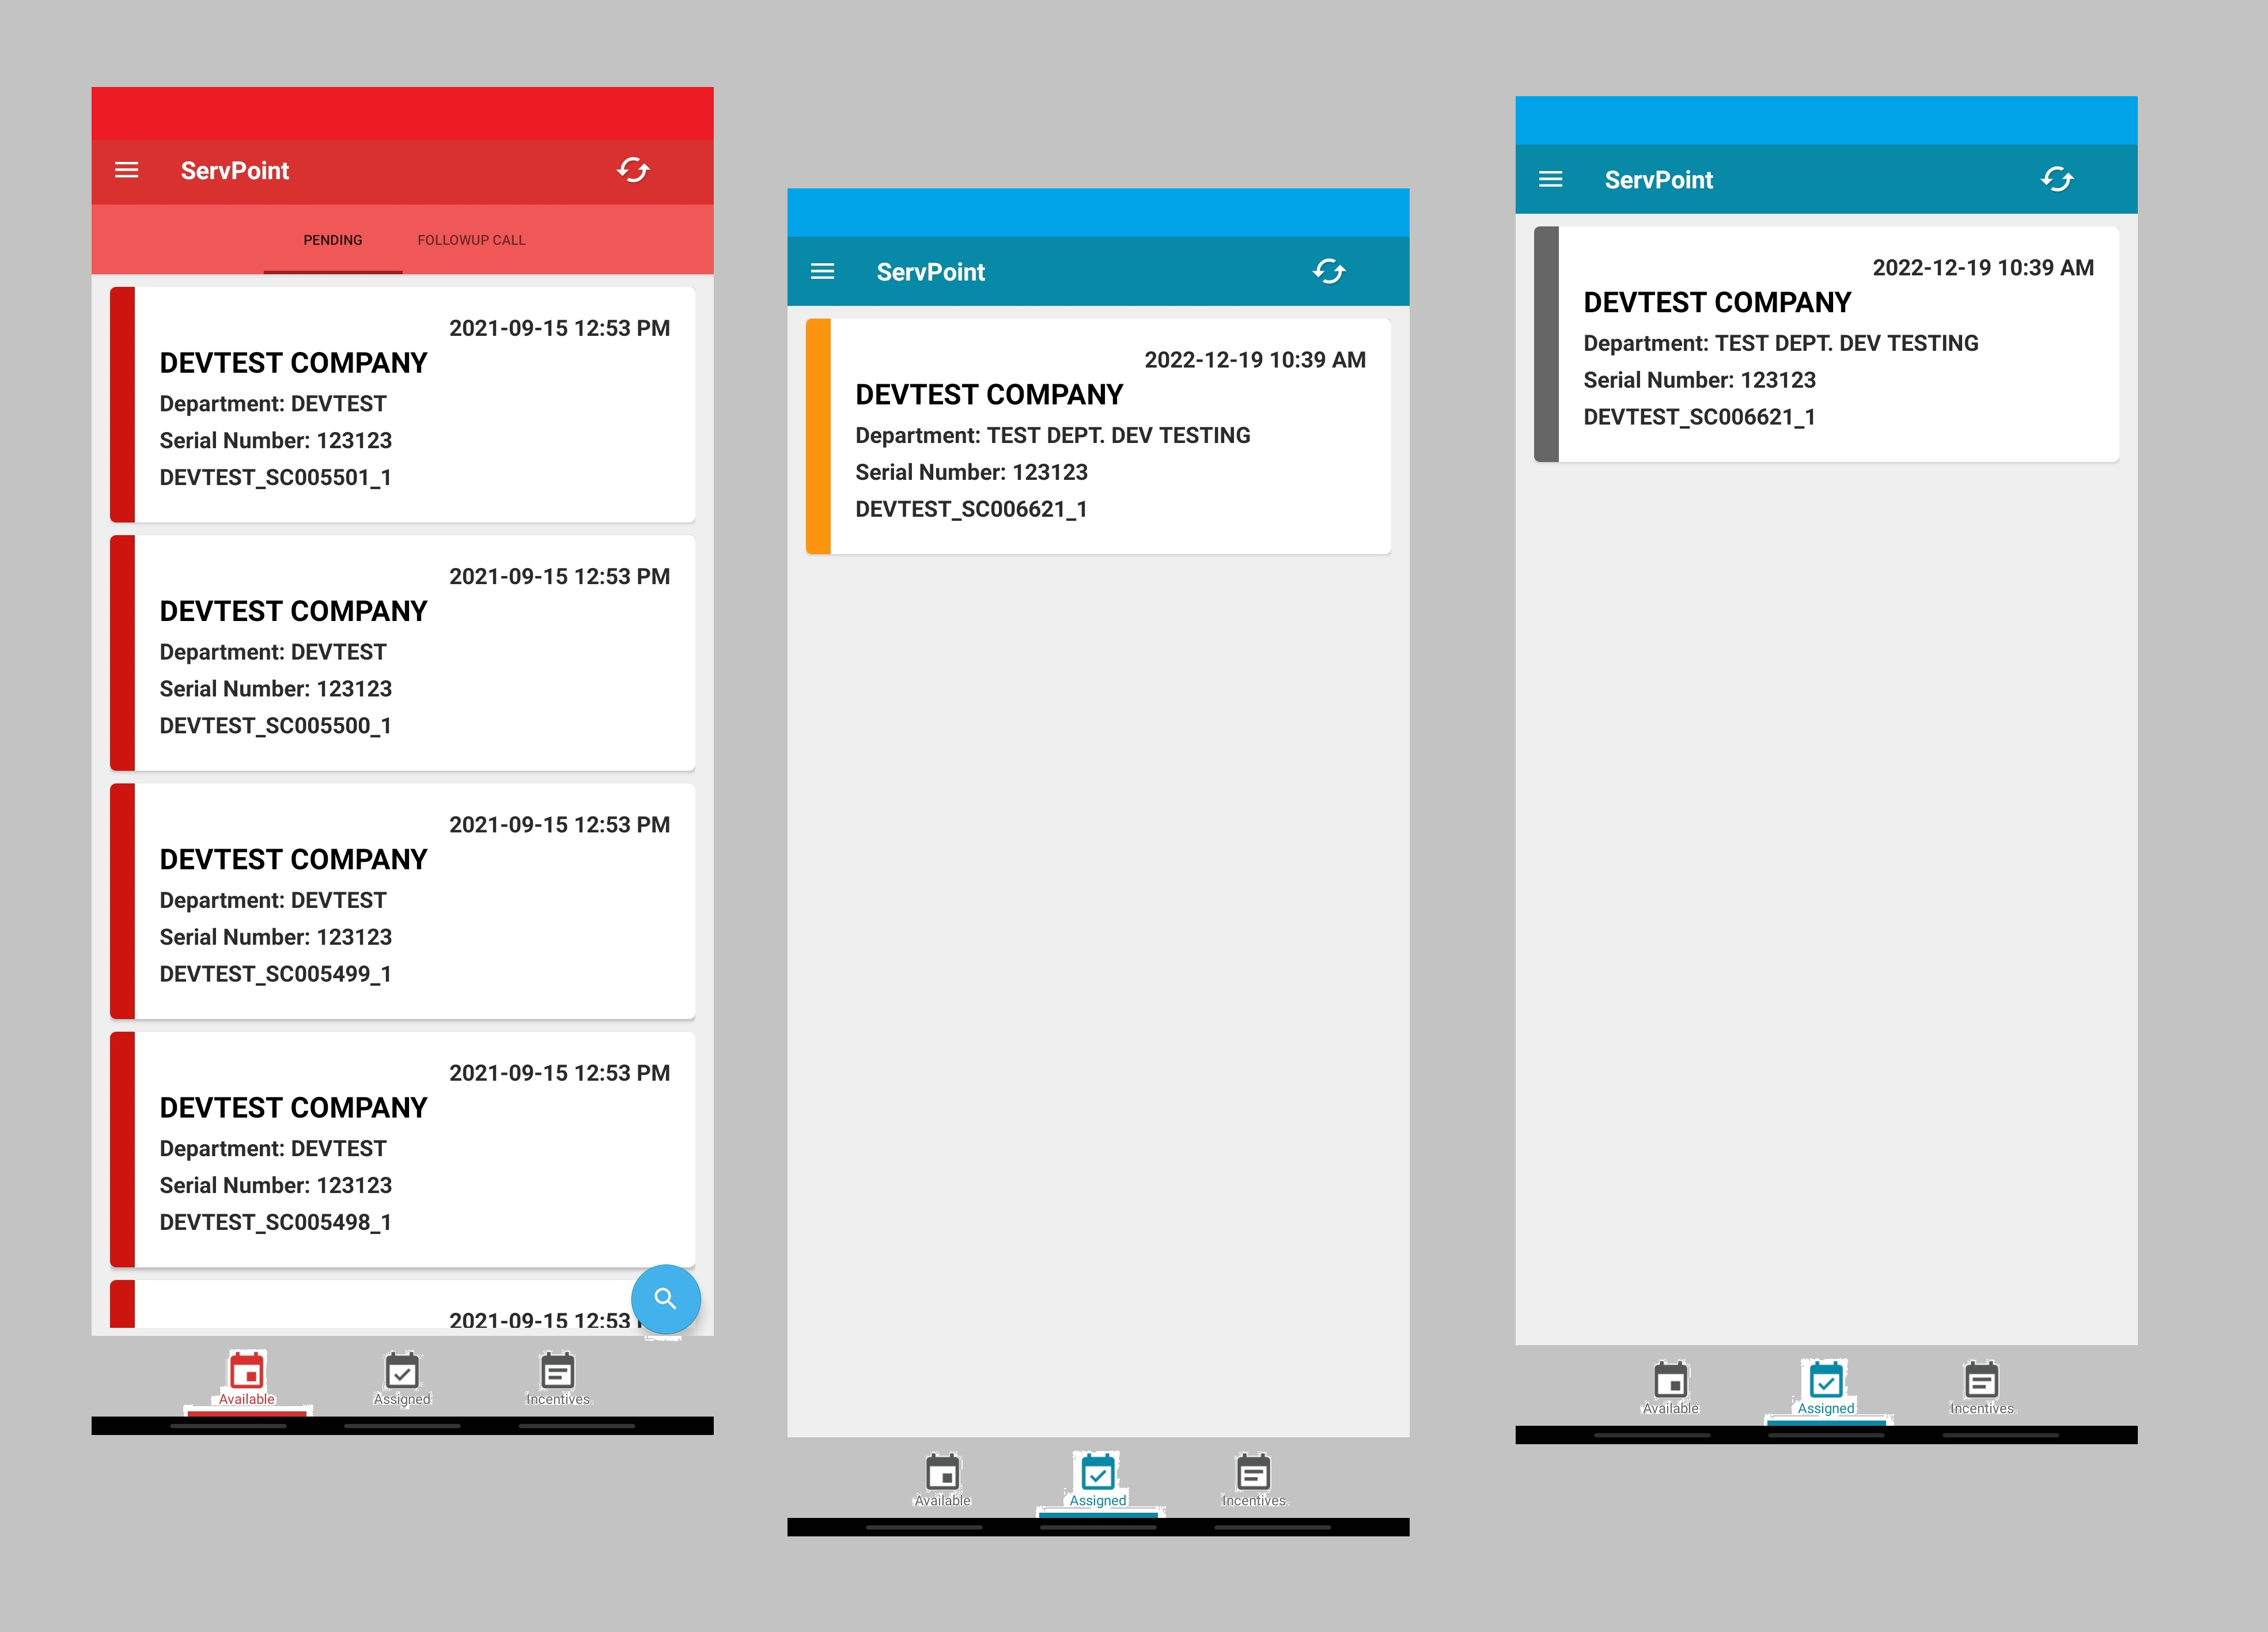 ServPoint
PENDING
FOLLOWUP CALL
2021-09-15 12:53 PM
DEVTEST COMPANY
Department: DEVTEST
Serial Number: 123123
DEVTEST_SC005501_1
2021-09-15 12:53 PM
DEVTEST COMPANY
Department: DEVTEST
Serial Number: 123123
DEVTEST_SC005500_1
2021-09-15 12:53 PM
DEVTEST COMPANY
Department: DEVTEST
Serial Number: 123123
DEVTEST_SC005499_1
2021-09-15 12:53 PM
DEVTEST COMPANY
Department: DEVTEST
Serial Number: 123123
DEVTEST_SC005498_1
2021-09-15 12:53
Available
Assigned
Incentives
ServPoint
2022-12-19 10:39 AM
DEVTEST COMPANY
Department: TEST DEPT. DEV TESTING
Serial Number: 123123
DEVTEST_SC006621_1
Available
Assigned
Incentives
ServPoint
2022-12-19 10:39 AM
DEVTEST COMPANY
Department: TEST DEPT. DEV TESTING
Serial Number: 123123
DEVTEST_SC006621_1
Available
Assigned
Incentives